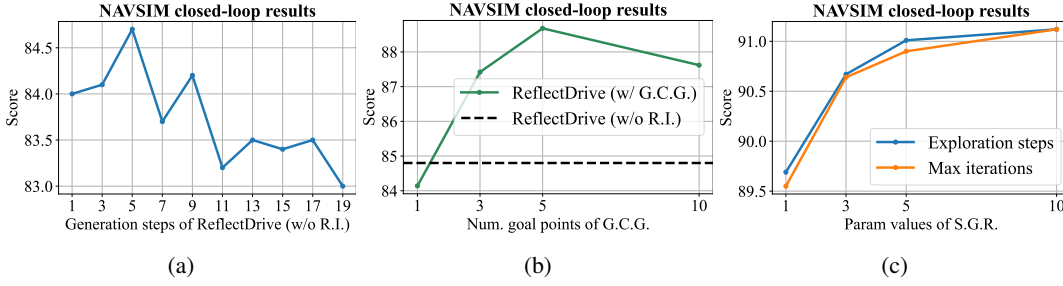 NAVSIM closed-loop results
Score
84.5
84.0
83.5
83.0
1 3 5 7 9 11 13 15 17 19
Generation steps of ReflectDrive (w/o R.I.)
(a)
NAVSIM closed-loop results
Score
88
87
86
85
84
ReflectDrive (w/ G.C.G.)
ReflectDrive (w/o R.I.)
1 3 5 10
Num. goal points of G.C.G.
(b)
NAVSIM closed-loop results
Score
91.0
90.5
90.0
89.5
Exploration steps
Max iterations
1 3 5 10
Param values of S.G.R.
(c)